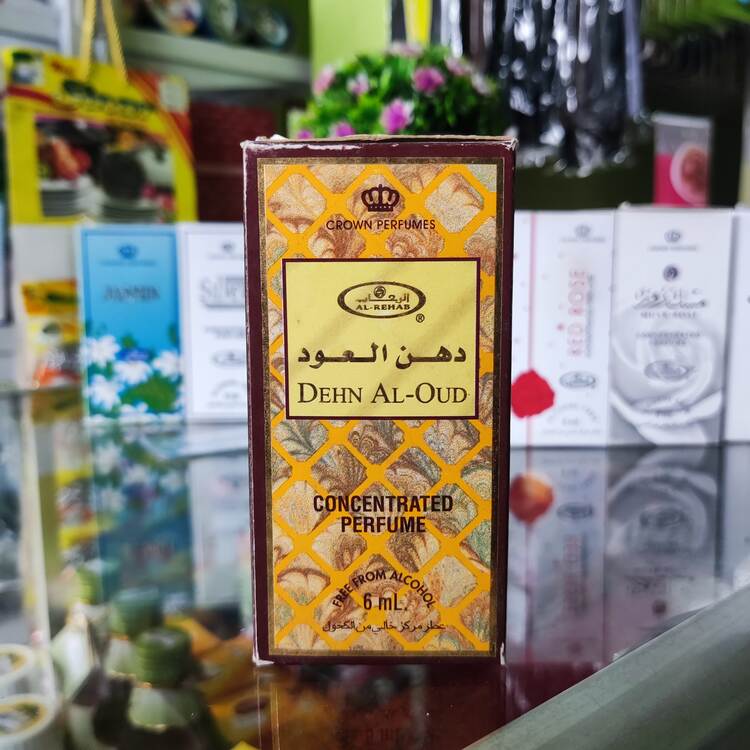 CROWN PERFUMES
الريحاب
AL-REHAB
®
دهن العود
DEHN AL-OUD
CONCENTRATED
PERFUME
FREE FROM ALCOHOL
6 mL.
عطر مركز خالي من الكحول
JASMIN
RED ROSE